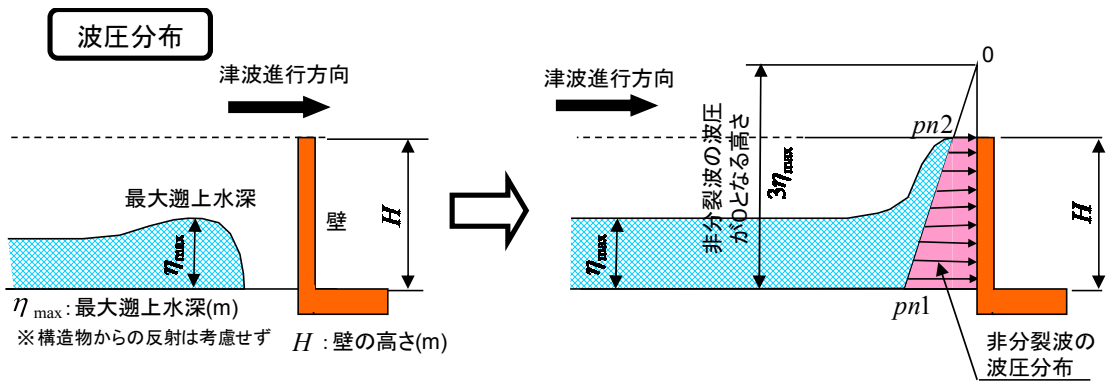 波圧分布
津波進行方向
最大遡上水深
壁
H
ηmax
ηmax:最大遡上水深(m)
※構造物からの反射は考慮せず
H:壁の高さ(m)
津波進行方向
0
非分裂波の波圧
が0となる高さ
3ηmax
pn2
ηmax
H
pn1
非分裂波の
波圧分布